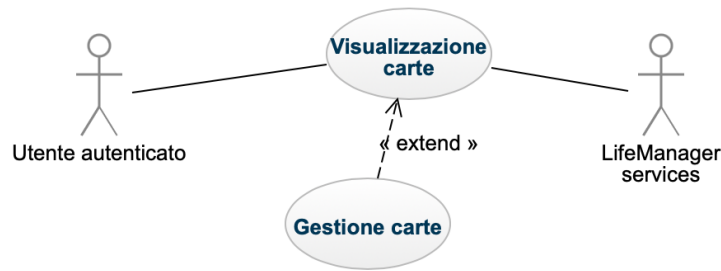 Visualizzazione
carte
Utente autenticato
« extend »
LifeManager
services
Gestione carte